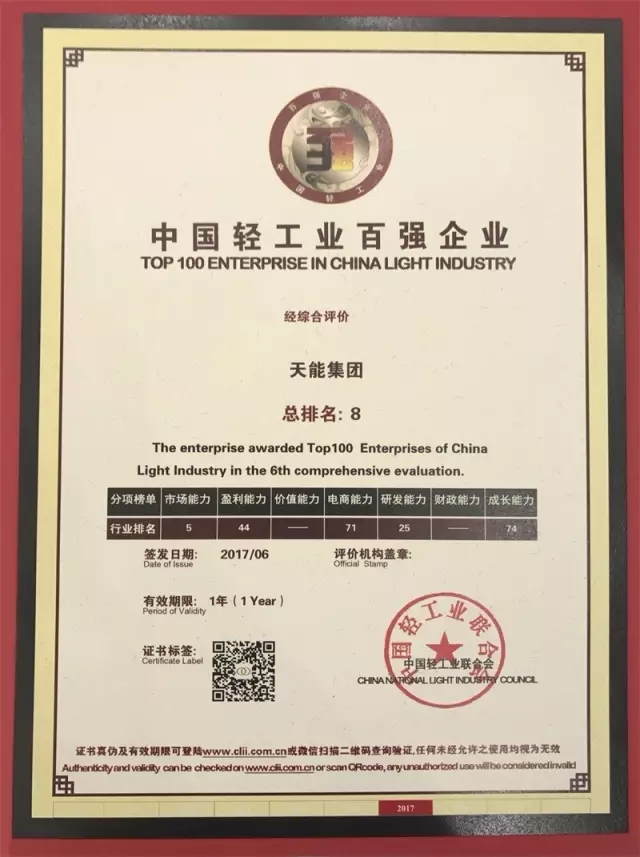 百强企业
中国轻工业
中国轻工业百强企业
TOP 100 ENTERPRISE IN CHINA LIGHT INDUSTRY
经综合评价
天能集团
总排名: 8
The enterprise awarded Top100 Enterprises of China
Light Industry in the 6th comprehensive evaluation.
分项榜单 市场能力 盈利能力 价值能力 电商能力 研发能力 财政能力 成长能力
行业排名 5 44 —— 71 25 —— 74
签发日期: 2017/06 评价机构盖章:
Date of Issue Official Stamp
有效期限: 1年（1 Year）
Period of Validity
证书标签:
Certificate Label
中国轻工业联合会
中国轻工业联合会
CHINA NATIONAL LIGHT INDUSTRY COUNCIL
证书真伪及有效期限可登陆www.clii.com.cn或微信扫描二维码查询验证,任何未经允许之使用均视为无效
Authenticity and validity can be checked on www.clii.com.cn or scan QRcode, any unauthorized use will be considered invalid
2017